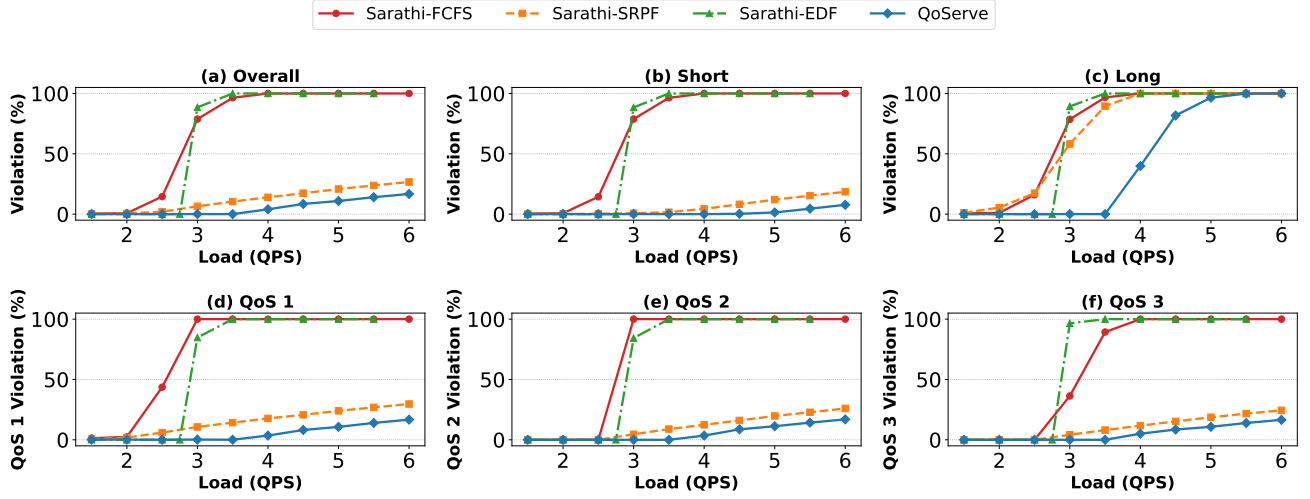 Sarathi-FCFS Sarathi-SRPF Sarathi-EDF QoServe
(a) Overall
Violation (%)
100
50
0
2 3 4 5 6
Load (QPS)
(b) Short
Violation (%)
100
50
0
2 3 4 5 6
Load (QPS)
(c) Long
Violation (%)
100
50
0
2 3 4 5 6
Load (QPS)
(d) QoS 1
QoS 1 Violation (%)
100
50
0
2 3 4 5 6
Load (QPS)
(e) QoS 2
QoS 2 Violation (%)
100
50
0
2 3 4 5 6
Load (QPS)
(f) QoS 3
QoS 3 Violation (%)
100
50
0
2 3 4 5 6
Load (QPS)